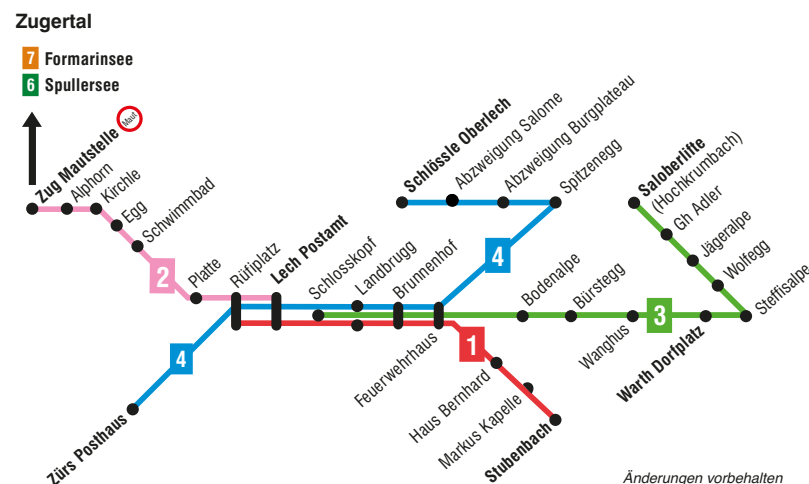 Zugertal
7 Formarinsee
6 Spullersee
Maut
Zug Mautstelle
Alphorn
Kirchle
Egg
Schwimmbad
2
Platte
Rüfiplatz
Lech Postamt
Schlosskopf
Landbrugg
Brunnenhof
Schlössle Oberlech
Abzweigung Salome
Abzweigung Burgplateau
Spitzenegg
4
Saloberlifte
(Hochkrumbach)
Gh Adler
Jägeralpe
Wolfegg
Steffisalpe
Bodenalpe
Bürstegg
Wanghus
3
Warth Dorfplatz
4
Zürs Posthaus
Feuerwehrhaus
1
Haus Bernhard
Markus Kapelle
Stubenbach
Änderungen vorbehalten